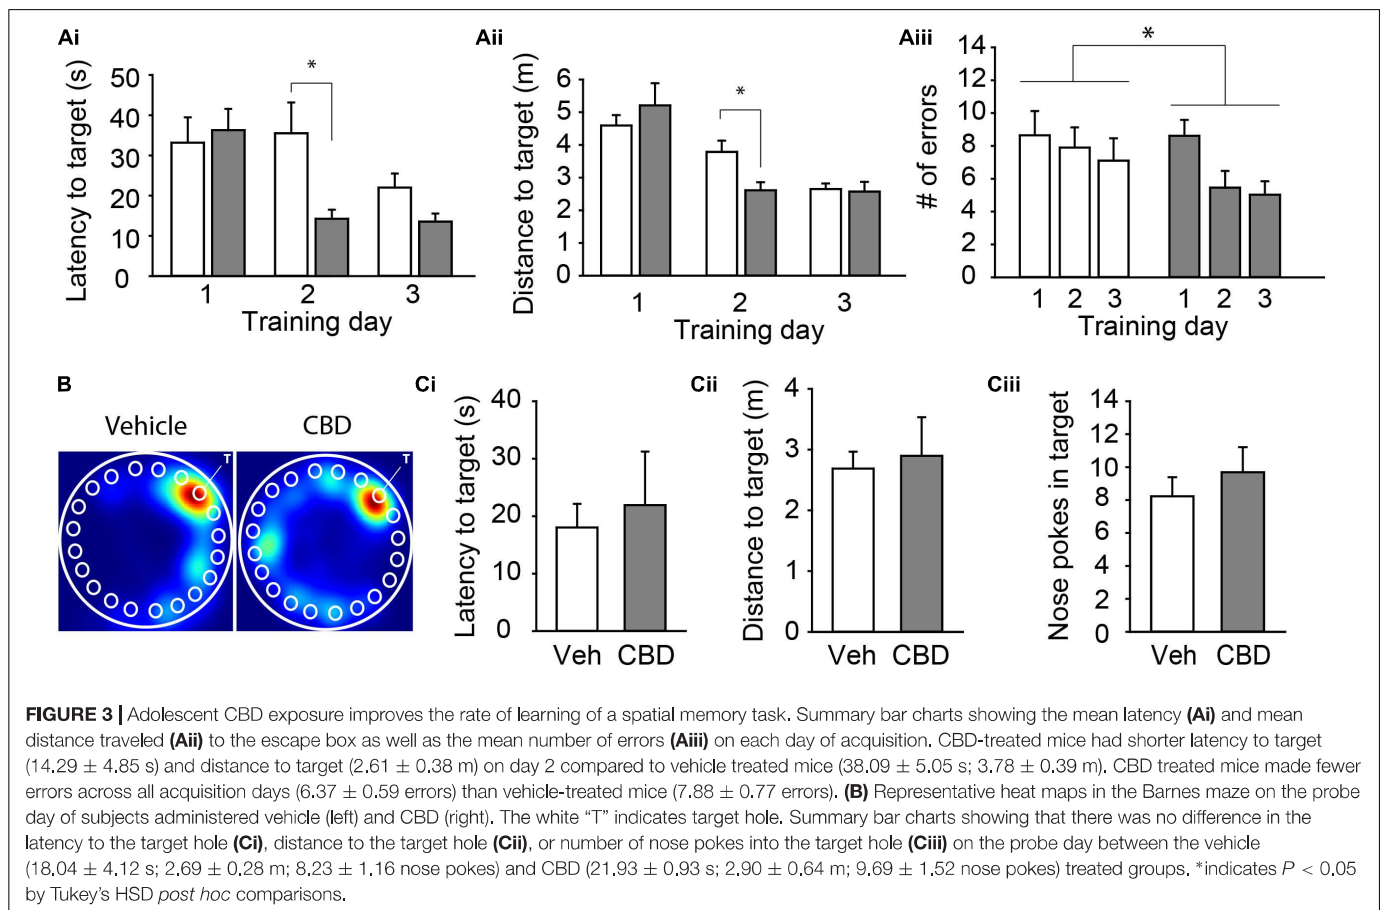 Ai
Latency to target (s)
50
40
30
20
10
0
*
1 2 3
Training day
Aii
Distance to target (m)
6
5
4
3
2
1
0
*
1 2 3
Training day
Aiii
# of errors
14
12
10
8
6
4
2
0
*
1 2 3 1 2 3
Training day
B
Vehicle CBD
T T
Ci
Latency to target (s)
40
30
20
10
0
Veh CBD
Cii
Distance to target (m)
4
3
2
1
0
Veh CBD
Ciii
Nose pokes in target
14
12
10
8
6
4
2
0
Veh CBD
FIGURE 3 | Adolescent CBD exposure improves the rate of learning of a spatial memory task. Summary bar charts showing the mean latency (Ai) and mean
distance traveled (Aii) to the escape box as well as the mean number of errors (Aiii) on each day of acquisition. CBD-treated mice had shorter latency to target
(14.29 ± 4.85 s) and distance to target (2.61 ± 0.38 m) on day 2 compared to vehicle treated mice (38.09 ± 5.05 s; 3.78 ± 0.39 m). CBD treated mice made fewer
errors across all acquisition days (6.37 ± 0.59 errors) than vehicle-treated mice (7.88 ± 0.77 errors). (B) Representative heat maps in the Barnes maze on the probe
day of subjects administered vehicle (left) and CBD (right). The white “T” indicates target hole. Summary bar charts showing that there was no difference in the
latency to the target hole (Ci), distance to the target hole (Cii), or number of nose pokes into the target hole (Ciii) on the probe day between the vehicle
(18.04 ± 4.12 s; 2.69 ± 0.28 m; 8.23 ± 1.16 nose pokes) and CBD (21.93 ± 0.93 s; 2.90 ± 0.64 m; 9.69 ± 1.52 nose pokes) treated groups. *indicates P < 0.05
by Tukey’s HSD post hoc comparisons.